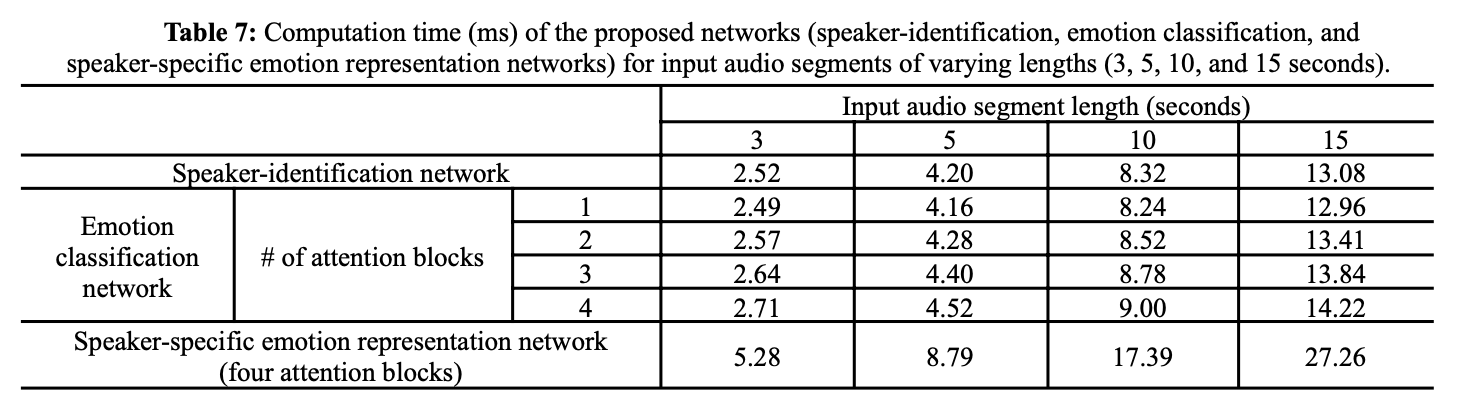 Table 7: Computation time (ms) of the proposed networks (speaker-identification, emotion classification, and
speaker-specific emotion representation networks) for input audio segments of varying lengths (3, 5, 10, and 15 seconds).
Input audio segment length (seconds)
3 5 10 15
Speaker-identification network 2.52 4.20 8.32 13.08
Emotion
classification
network
# of attention blocks
1 2.49 4.16 8.24 12.96
2 2.57 4.28 8.52 13.41
3 2.64 4.40 8.78 13.84
4 2.71 4.52 9.00 14.22
Speaker-specific emotion representation network
(four attention blocks)
5.28 8.79 17.39 27.26